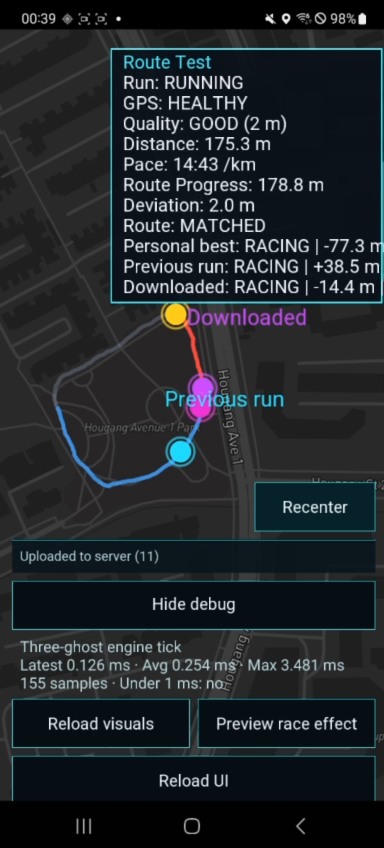 00:39
98%
Route Test
Run: RUNNING
GPS: HEALTHY
Quality: GOOD (2 m)
Distance: 175.3 m
Pace: 14:43 /km
Route Progress: 178.8 m
Deviation: 2.0 m
Route: MATCHED
Personal best: RACING | -77.3 m
Previous run: RACING | +38.5 m
Downloaded: RACING | -14.4 m
Downloaded
Previous run
Hougang Ave 1
Hougang Avenue 1 Park
Recenter
Uploaded to server (11)
Hide debug
Three-ghost engine tick
Latest 0.126 ms · Avg 0.254 ms · Max 3.481 ms
155 samples · Under 1 ms: no
Reload visuals
Preview race effect
Reload UI